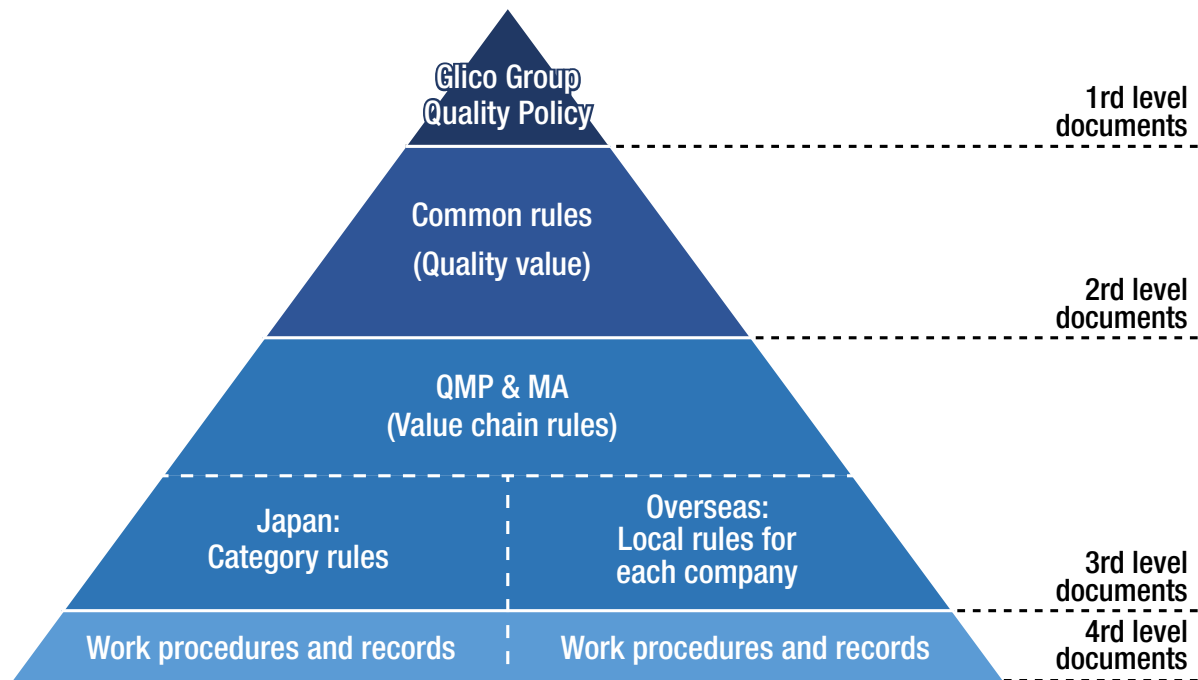 Glico Group
Quality Policy
1rd level
documents
Common rules
(Quality value)
2rd level
documents
QMP & MA
(Value chain rules)
Japan:
Category rules
Overseas:
Local rules for
each company
3rd level
documents
Work procedures and records
Work procedures and records
4rd level
documents